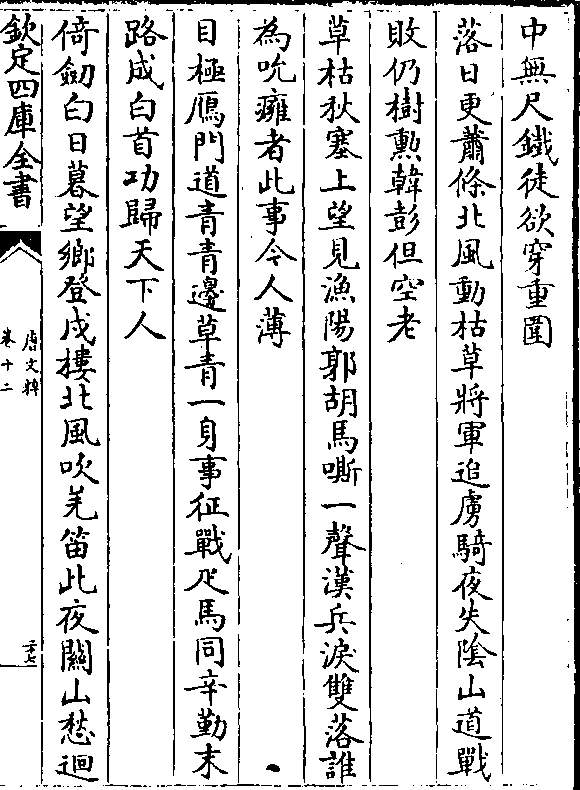 中無尺鐵徒欲穿重圍
落日更蕭條北風動枯草將軍追虜騎夜失隂山道戰
敗仍樹勲韓彭但空老
草枯狄塞上望見漁陽郭胡馬嘶一聲漢兵淚雙落誰
為吮癰者此事令人薄
目極鴈門道青青邊草青一身事征戰疋馬同辛勤末
路成白首功歸天下人
倚劒白日暮望鄉登戍樓北風吹羌笛此夜關山愁迴
欽定四庫全書
唐文粹
卷十二
二十七